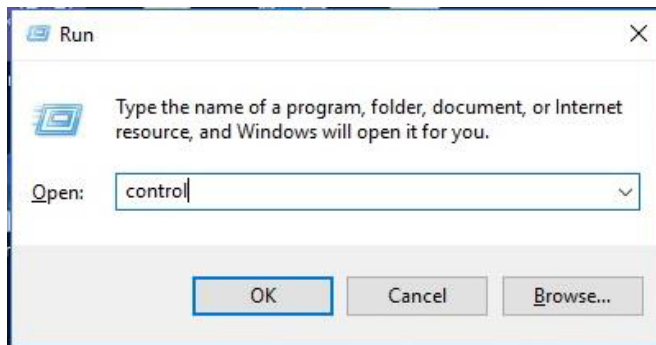 Run
Type the name of a program, folder, document, or Internet
resource, and Windows will open it for you.
Open: control
OK Cancel Browse...